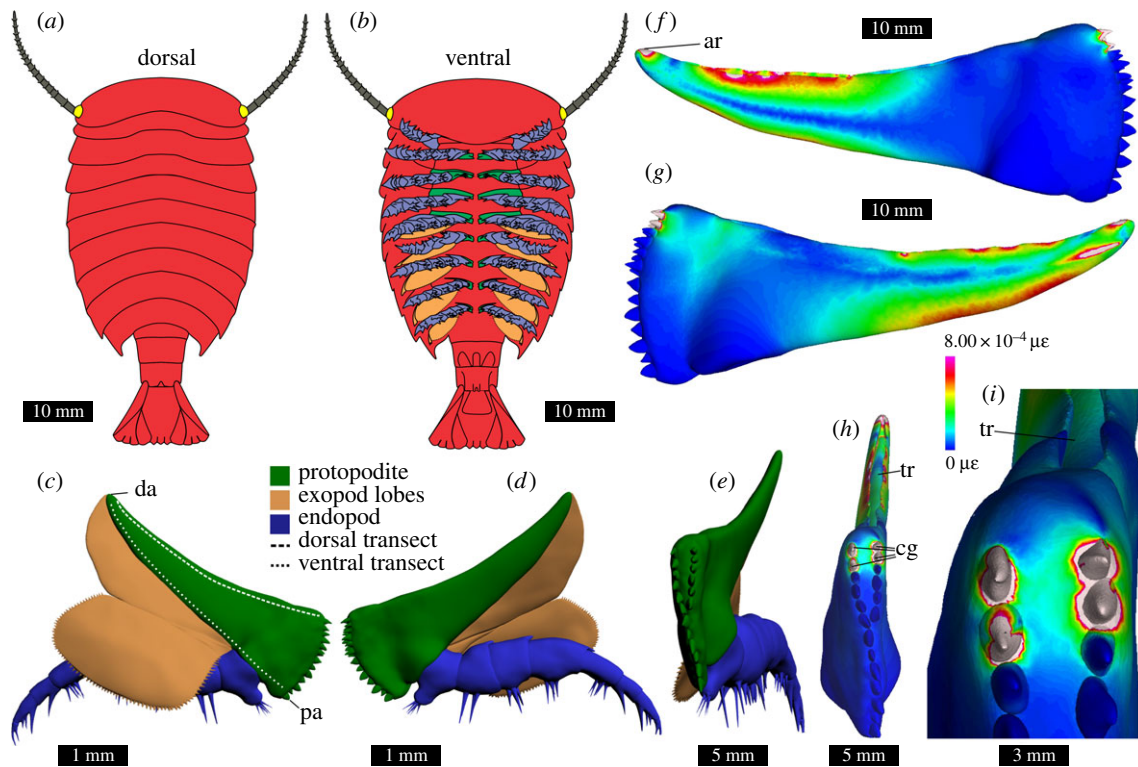 (a)
dorsal
10 mm
(b)
ventral
10 mm
(f)
ar
10 mm
(g)
10 mm
8.00 × 10⁻⁴ με
0 με
(c)
da
pa
1 mm
protopodite
exopod lobes
endopod
dorsal transect
ventral transect
(d)
1 mm
(e)
5 mm
(h)
tr
cg
5 mm
(i)
tr
3 mm